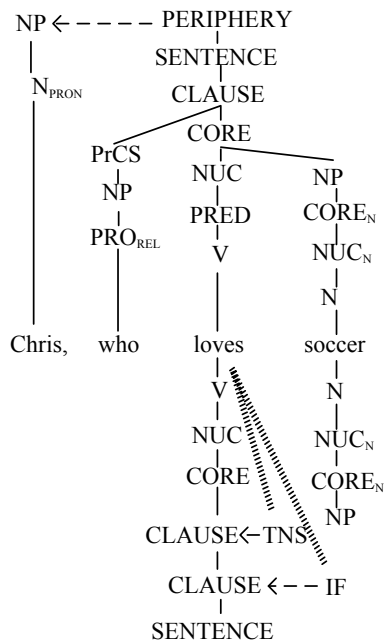 NP PERIPHERY
SENTENCE
N_PRON
CLAUSE
CORE
PrCS NUC NP
NP CORE_N
PRED
PRO_REL NUC_N
V
N
Chris, who loves soccer
V N
NUC NUC_N
CORE CORE_N
NP
CLAUSE TNS
CLAUSE IF
SENTENCE